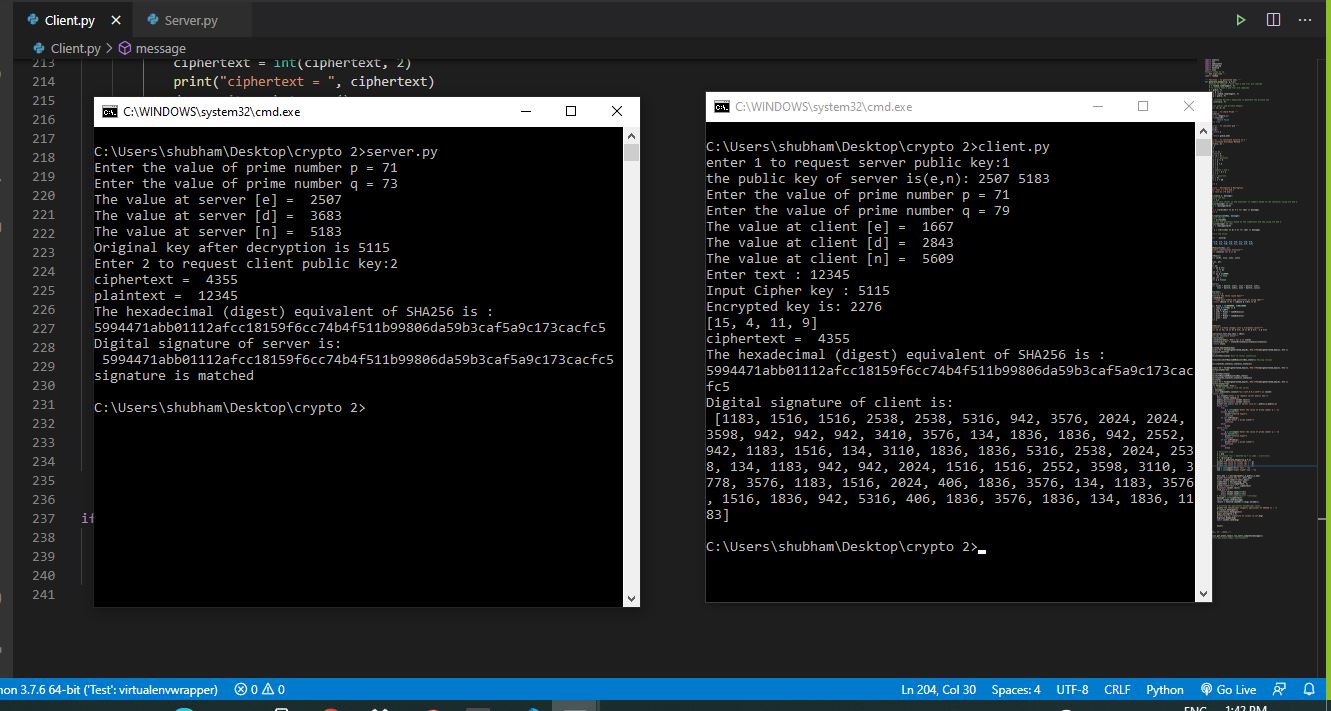 Client.py
Server.py
Client.py > message
213 ciphertext = int(ciphertext, 2)
214 print("ciphertext = ", ciphertext)
215
216
217
218
219
220
221
222
223
224
225
226
227
228
229
230
231
232
233
234
235
236
237 if
238
239
240
241
C:\WINDOWS\system32\cmd.exe
C:\Users\shubham\Desktop\crypto 2>server.py
Enter the value of prime number p = 71
Enter the value of prime number q = 73
The value at server [e] =  2507
The value at server [d] =  3683
The value at server [n] =  5183
Original key after decryption is 5115
Enter 2 to request client public key:2
ciphertext =  4355
plaintext =  12345
The hexadecimal (digest) equivalent of SHA256 is :
5994471abb01112afcc18159f6cc74b4f511b99806da59b3caf5a9c173cacfc5
Digital signature of server is:
5994471abb01112afcc18159f6cc74b4f511b99806da59b3caf5a9c173cacfc5
signature is matched
C:\Users\shubham\Desktop\crypto 2>
C:\WINDOWS\system32\cmd.exe
C:\Users\shubham\Desktop\crypto 2>client.py
enter 1 to request server public key:1
the public key of server is(e,n): 2507 5183
Enter the value of prime number p = 71
Enter the value of prime number q = 79
The value at client [e] =  1667
The value at client [d] =  2843
The value at client [n] =  5609
Enter text : 12345
Input Cipher key : 5115
Encrypted key is: 2276
[15, 4, 11, 9]
ciphertext =  4355
The hexadecimal (digest) equivalent of SHA256 is :
5994471abb01112afcc18159f6cc74b4f511b99806da59b3caf5a9c173cac
fc5
Digital signature of client is:
[1183, 1516, 1516, 2538, 2538, 5316, 942, 3576, 2024, 2024,
3598, 942, 942, 942, 3410, 3576, 134, 1836, 1836, 942, 2552,
942, 1183, 1516, 134, 3110, 1836, 1836, 5316, 2538, 2024, 253
8, 134, 1183, 942, 942, 2024, 1516, 1516, 2552, 3598, 3110, 3
778, 3576, 1183, 1516, 2024, 406, 1836, 3576, 134, 1183, 3576
, 1516, 1836, 942, 5316, 406, 1836, 3576, 1836, 134, 1836, 11
83]
C:\Users\shubham\Desktop\crypto 2>
hon 3.7.6 64-bit ('Test': virtualenvwrapper) 0 0 Ln 204, Col 30 Spaces: 4 UTF-8 CRLF Python Go Live
ENG 1:42 PM